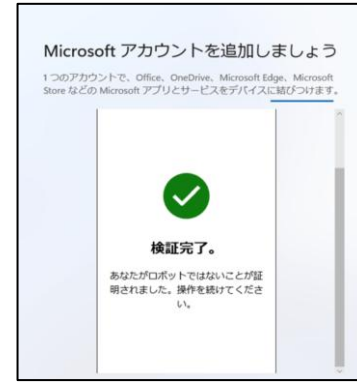 Microsoft アカウントを追加しましょう
1 つのアカウントで、Office、OneDrive、Microsoft Edge、Microsoft
Store などの Microsoft アプリとサービスをデバイスに結びつけます。
検証完了。
あなたがロボットではないことが証
明されました。操作を続けてくださ
い。